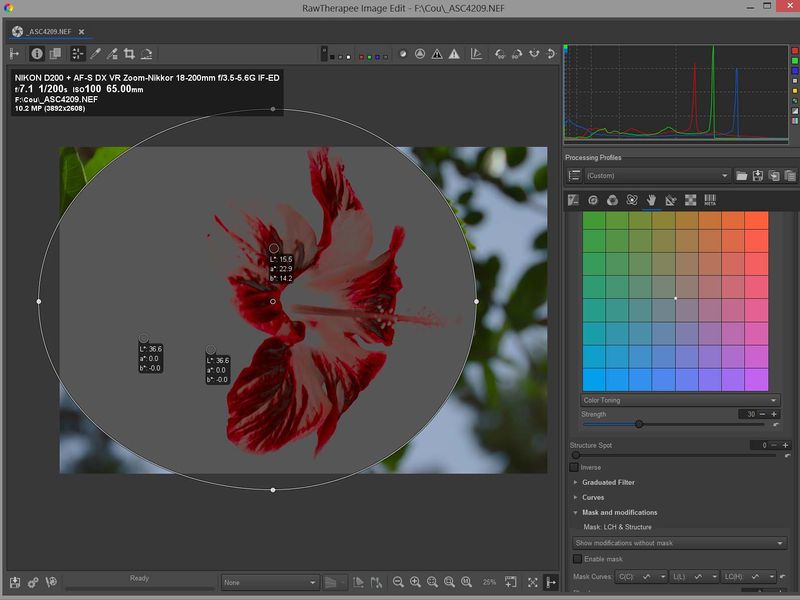 RawTherapee Image Edit - F:\Cou\_ASC4209.NEF
_ASC4209.NEF
NIKON D200 + AF-S DX VR Zoom-Nikkor 18-200mm f/3.5-5.6G IF-ED
f/7.1 1/200s ISO100 65.00mm
F:\Cou\_ASC4209.NEF
10.2 MP (3892x2608)
Processing Profiles
(Custom)
META
L*: 15.5
a*: 22.9
b*: 14.2
L*: 36.6
a*: 0.0
b*: -0.0
L*: 36.6
a*: 0.0
b*: -0.0
Color Toning
Strength 30
Structure Spot 0
Inverse
Graduated Filter
Curves
Mask and modifications
Mask: LCH & Structure
Show modifications without mask
Enable mask
Mask Curves: C(C): L(L): LC(H):
Ready
None
25%